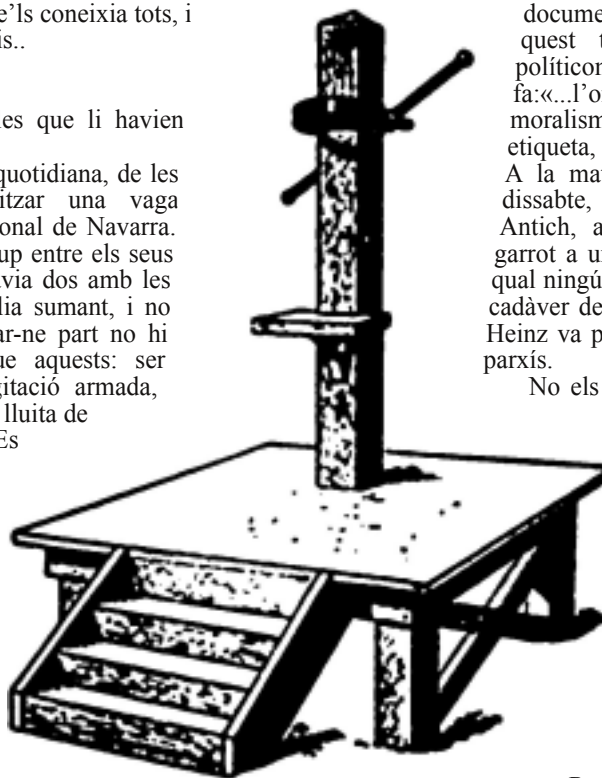 e'ls coneixia tots, i
is..
es que li havien
quotidiana, de les
itzar una vaga
onal de Navarra.
up entre els seus
via dos amb les
lia sumant, i no
ar-ne part no hi
ue aquests: ser
gitació armada,
lluita de
Es
docume
quest t
políticon
fa:«...l'o
moralism
etiqueta,
A la mat
dissabte,
Antich, a
garrot a u
qual ningú
cadàver de
Heinz va p
parxís.
No els